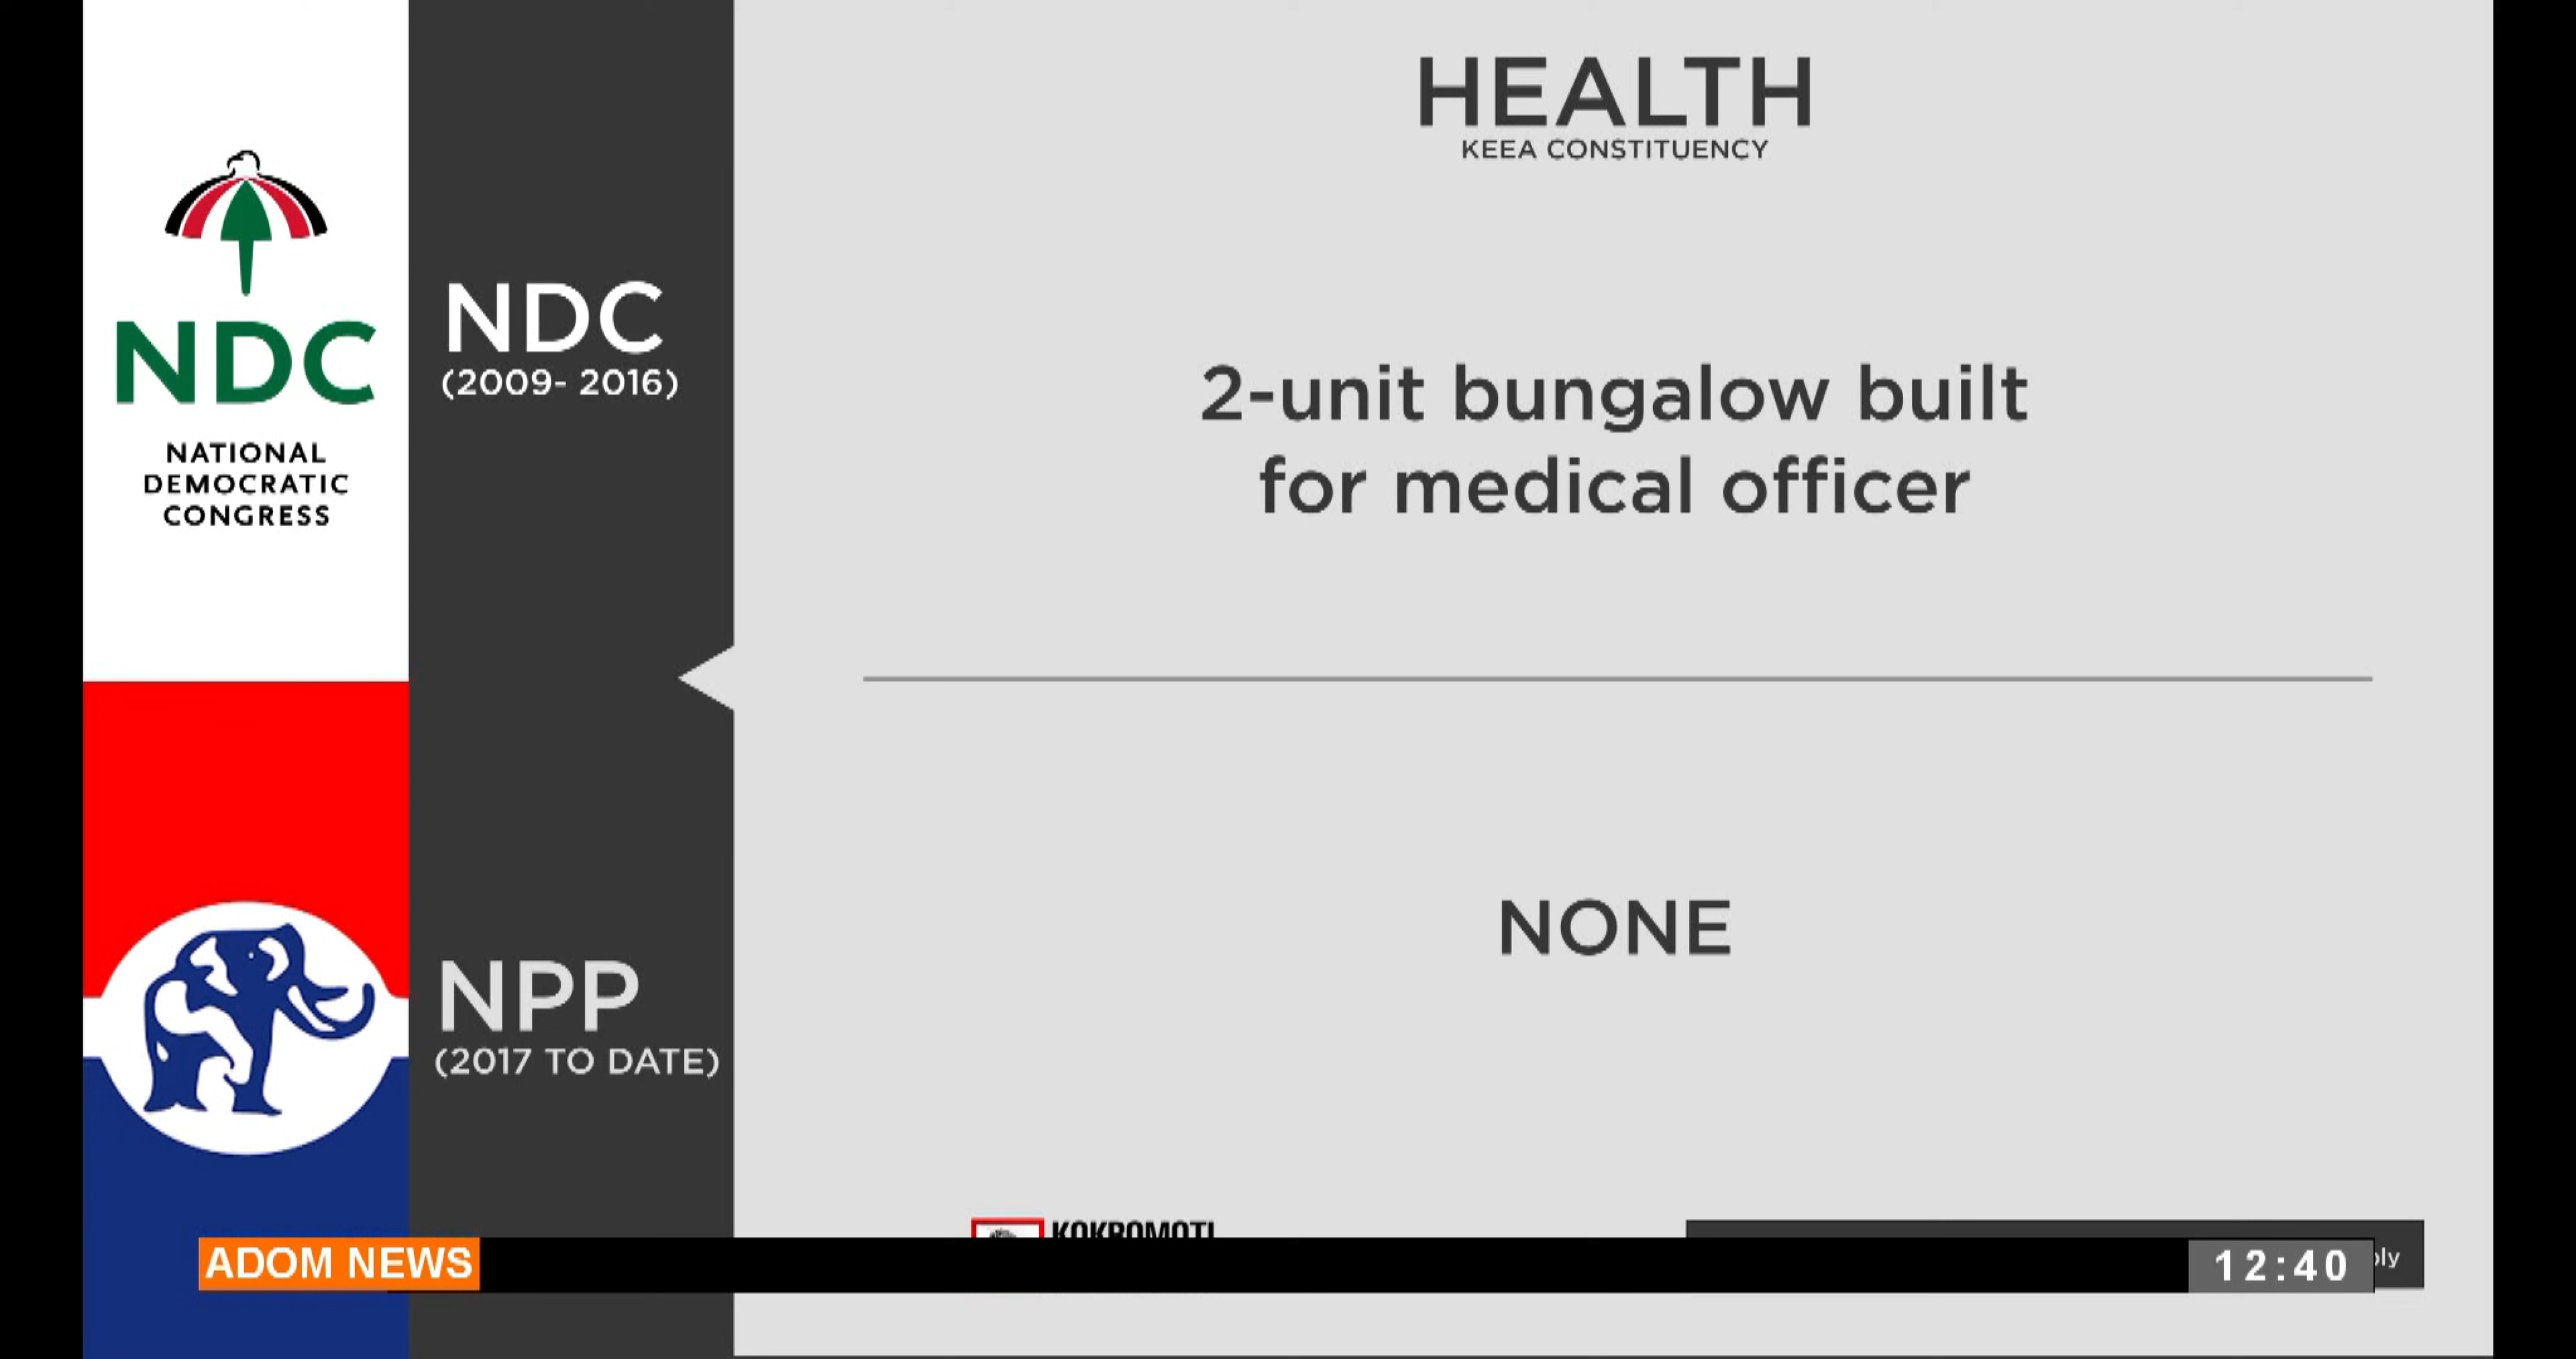 HEALTH
KEEA CONSTITUENCY
NDC
NATIONAL
DEMOCRATIC
CONGRESS
NDC
(2009- 2016)
2-unit bungalow built
for medical officer
NPP
(2017 TO DATE)
NONE
KOKROMOTI
ADOM NEWS
12:40